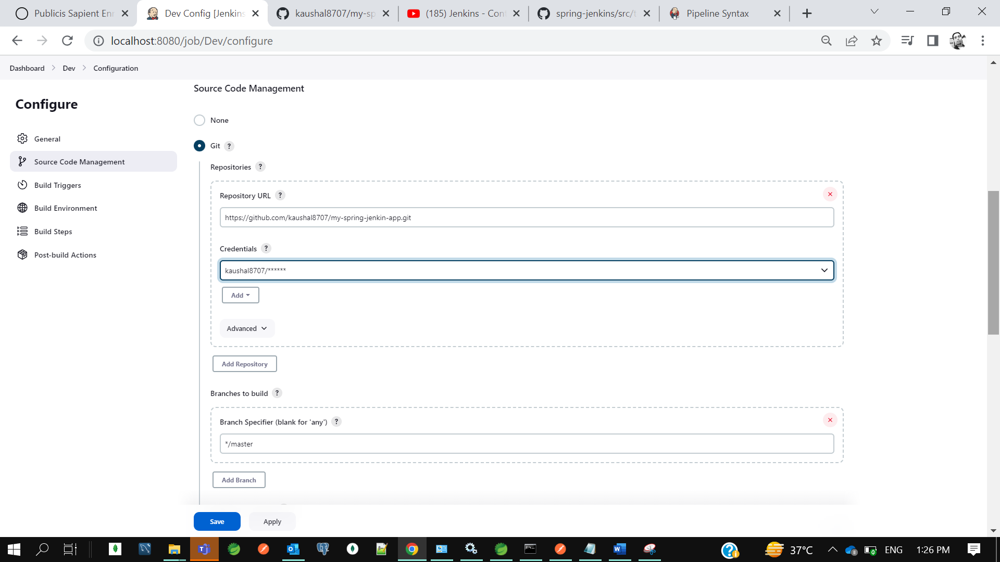 Publicis Sapient Enr
Dev Config [Jenkins
kaushal8707/my-sp
(185) Jenkins - Con
spring-jenkins/src/t
Pipeline Syntax
localhost:8080/job/Dev/configure
Dashboard
Dev
Configuration
Configure
General
Source Code Management
Build Triggers
Build Environment
Build Steps
Post-build Actions
Source Code Management
None
Git ?
Repositories ?
Repository URL ?
https://github.com/kaushal8707/my-spring-jenkin-app.git
Credentials ?
kaushal8707/******
Add
Advanced
Add Repository
Branches to build ?
Branch Specifier (blank for 'any') ?
*/master
Add Branch
Save
Apply
37°C
ENG
1:26 PM